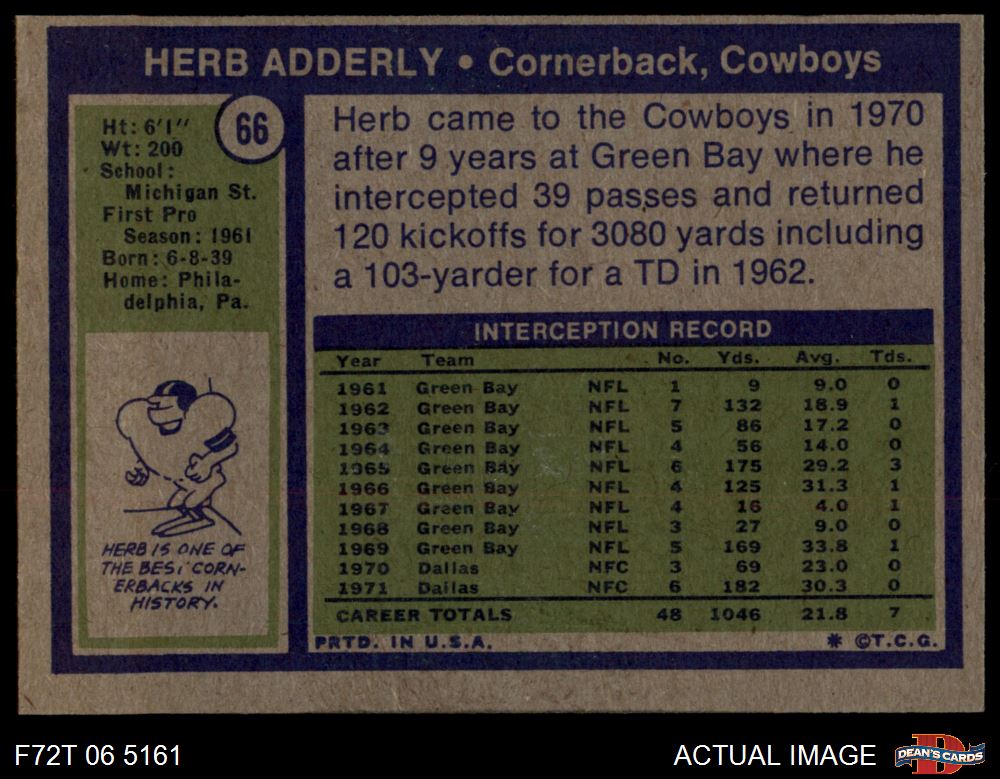 HERB ADDERLY • Cornerback, Cowboys
66
Ht: 6'1"
Wt: 200
School:
Michigan St.
First Pro
Season: 1961
Born: 6-8-39
Home: Phila-
delphia, Pa.
HERB IS ONE OF
THE BEST CORN-
ERBACKS IN
HISTORY.
Herb came to the Cowboys in 1970
after 9 years at Green Bay where he
intercepted 39 passes and returned
120 kickoffs for 3080 yards including
a 103-yarder for a TD in 1962.
INTERCEPTION RECORD
Year Team No. Yds. Avg. Tds.
1961 Green Bay NFL 1 9 9.0 0
1962 Green Bay NFL 7 132 18.9 1
1963 Green Bay NFL 5 86 17.2 0
1964 Green Bay NFL 4 56 14.0 0
1965 Green Bay NFL 6 175 29.2 3
1966 Green Bay NFL 4 125 31.3 1
1967 Green Bay NFL 4 16 4.0 1
1968 Green Bay NFL 3 27 9.0 0
1969 Green Bay NFL 5 169 33.8 1
1970 Dallas NFC 3 69 23.0 0
1971 Dallas NFC 6 182 30.3 0
CAREER TOTALS 48 1046 21.8 7
PRTD. IN U.S.A. * ©T.C.G.
F72T 06 5161 ACTUAL IMAGE D DEAN'S CARDS